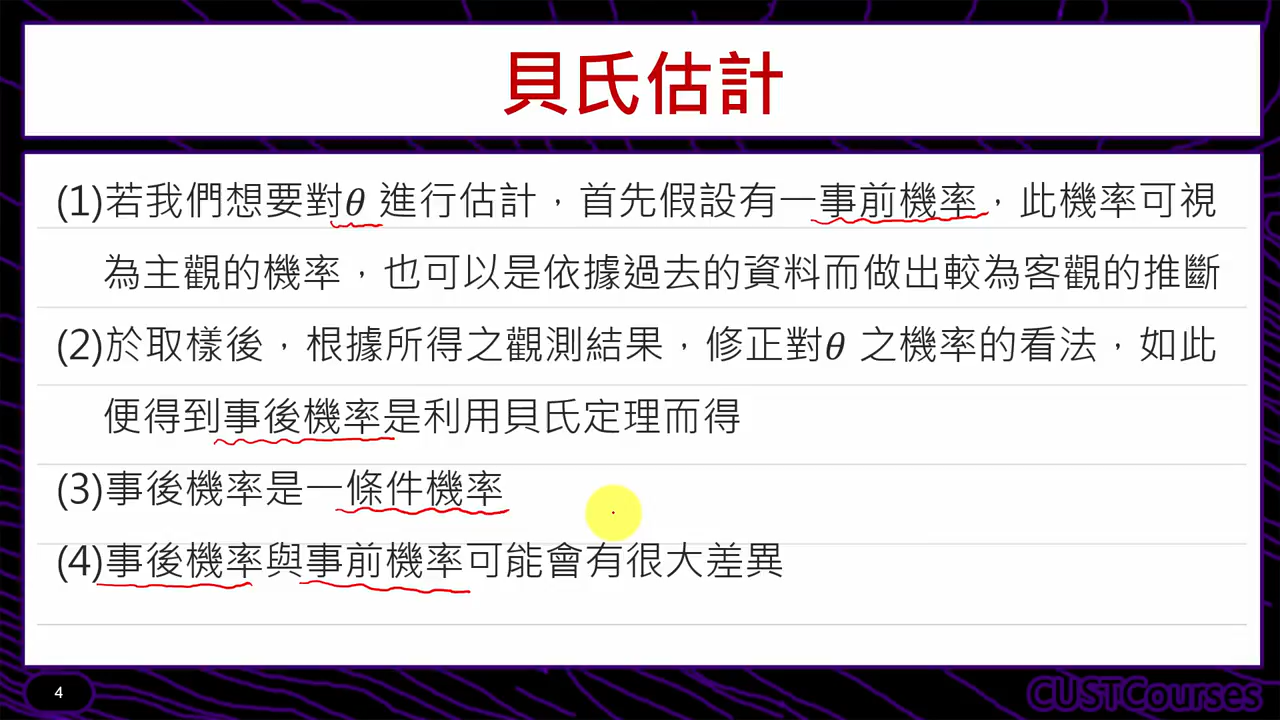 貝氏估計
(1)若我們想要對θ 進行估計，首先假設有一事前機率，此機率可視
為主觀的機率，也可以是依據過去的資料而做出較為客觀的推斷
(2)於取樣後，根據所得之觀測結果，修正對θ 之機率的看法，如此
便得到事後機率是利用貝氏定理而得
(3)事後機率是一條件機率
(4)事後機率與事前機率可能會有很大差異
4
CUSTCourses